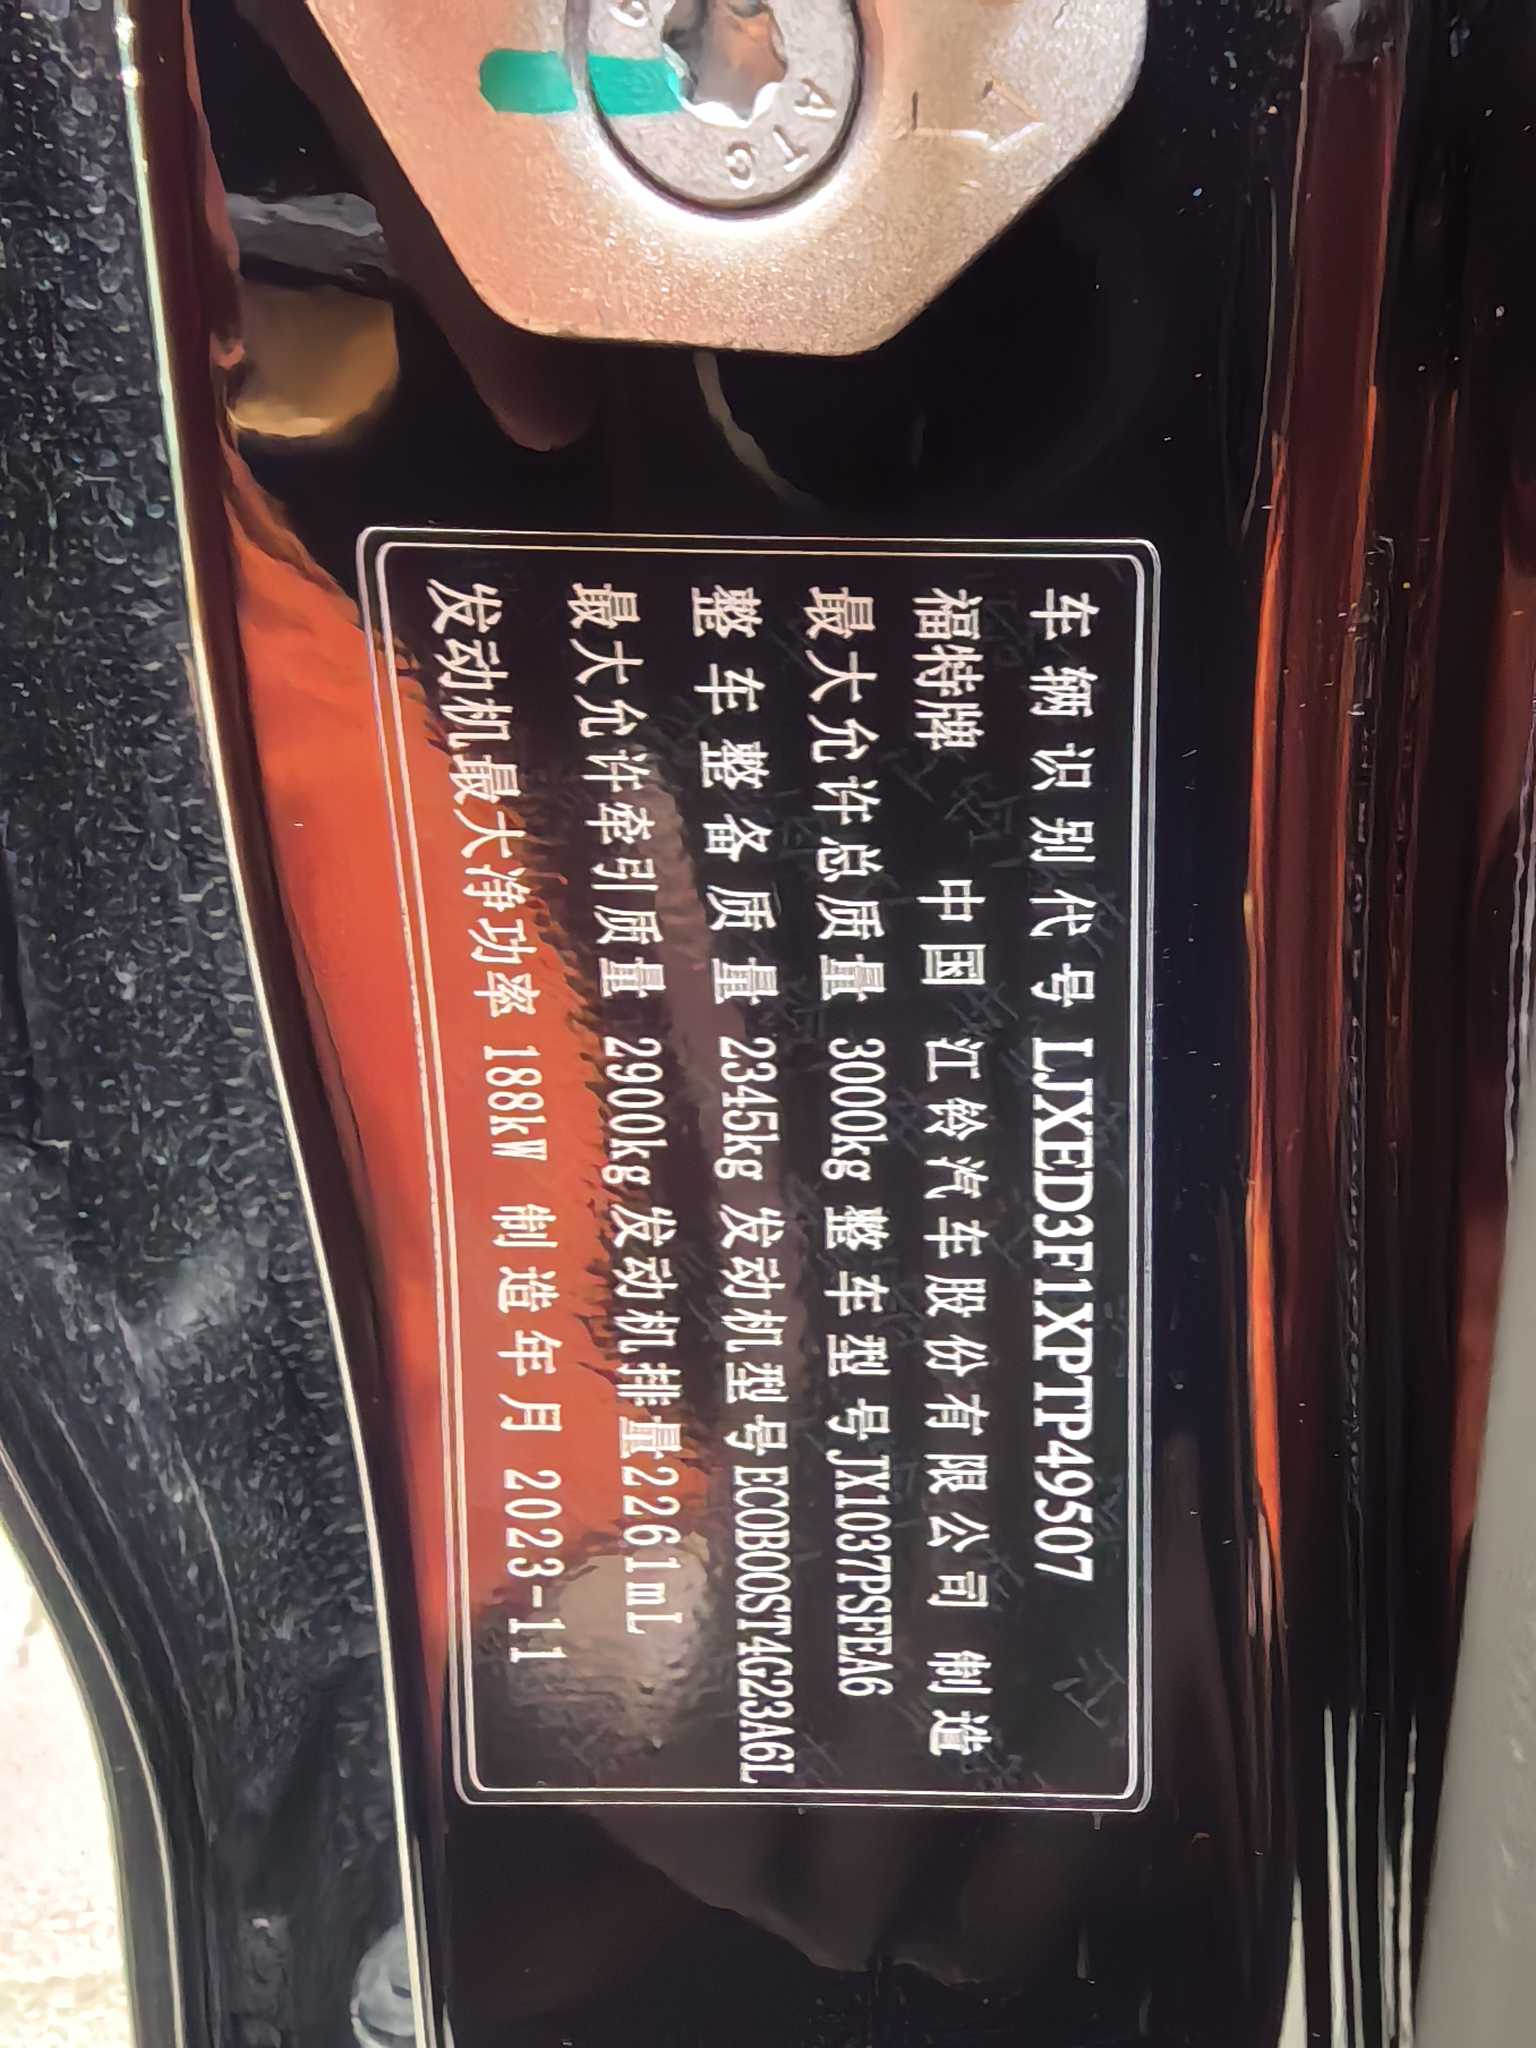 ATC
车辆识别代号 LJXED3F1XPTP49507
福特牌 中国 江铃汽车股份有限公司 制造
最大允许总质量 3000kg 整车型号 JX1037PSFEA6
整车整备质量 2345kg 发动机型号 ECOBOOST4G23A6L
最大允许牵引质量 2900kg 发动机排量 2261mL
发动机最大净功率 188kW 制造年月 2023-11